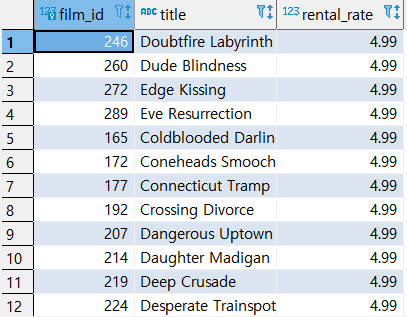 123 film_id ABC title 123 rental_rate
1 246 Doubtfire Labyrinth 4.99
2 260 Dude Blindness 4.99
3 272 Edge Kissing 4.99
4 289 Eve Resurrection 4.99
5 165 Coldblooded Darlin 4.99
6 172 Coneheads Smooch 4.99
7 177 Connecticut Tramp 4.99
8 192 Crossing Divorce 4.99
9 207 Dangerous Uptown 4.99
10 214 Daughter Madigan 4.99
11 219 Deep Crusade 4.99
12 224 Desperate Trainspot 4.99